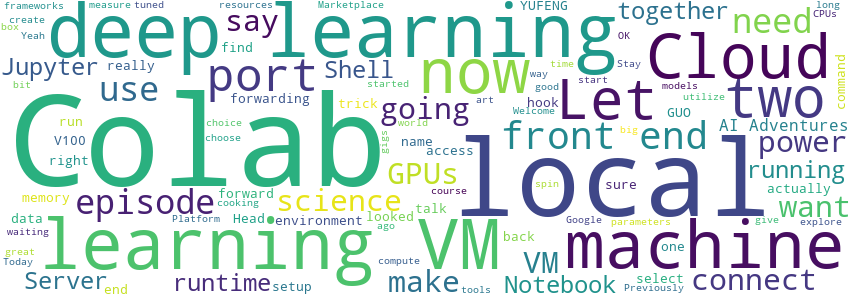 frameworks measure tuned resources Marketplace YUFENG need long
create say together CPUs
box Yeah deep learning find Cloud
Jupyter really port Shell now Let two command
use forwarding started time way start models
bit trick going good hook utilize
Colab art Welcome GUO AI Adventures
run choice world front end power
V100 choose name big
right gigs access local running
memory episode cooking GPUs course sure actually
data forward science spin want
Platform Head environment looked talk Google parameters give explore
waiting learning ago back VM machine one
great compute VM select Previously connect
Today Server runtime setup make tools Notebook
end
Stay OK